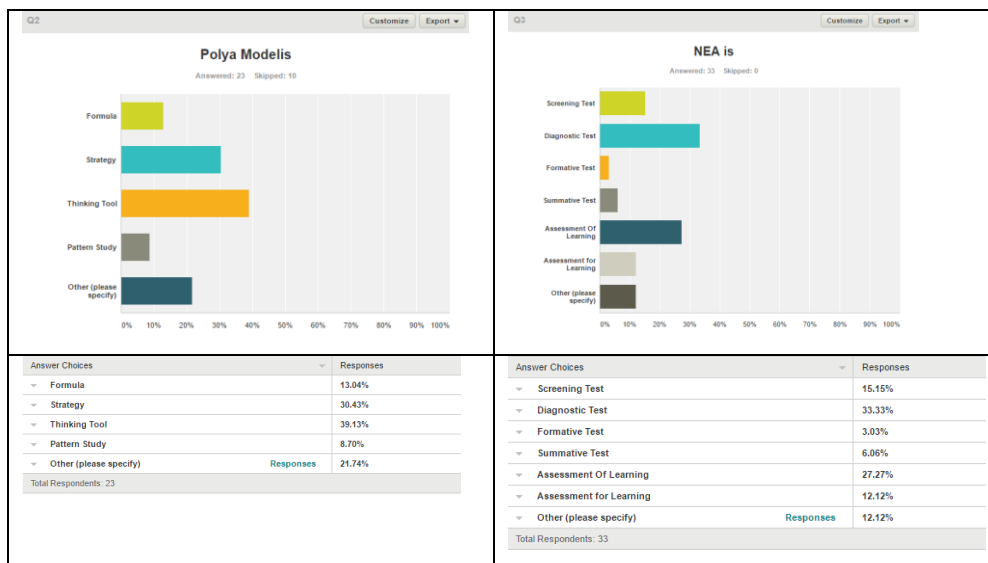 Q2
Customize Export
Polya Modelis
Answered: 23 Skipped: 10
Formula
Strategy
Thinking Tool
Pattern Study
Other (please
specify)
0% 10% 20% 30% 40% 50% 60% 70% 80% 90% 100%
Q3
Customize Export
NEA is
Answered: 33 Skipped: 0
Screening Test
Diagnostic Test
Formative Test
Summative Test
Assessment Of
Learning
Assessment for
Learning
Other (please
specify)
0% 10% 20% 30% 40% 50% 60% 70% 80% 90% 100%
Answer Choices Responses
Formula 13.04%
Strategy 30.43%
Thinking Tool 39.13%
Pattern Study 8.70%
Other (please specify) Responses 21.74%
Total Respondents: 23
Answer Choices Responses
Screening Test 15.15%
Diagnostic Test 33.33%
Formative Test 3.03%
Summative Test 6.06%
Assessment Of Learning 27.27%
Assessment for Learning 12.12%
Other (please specify) Responses 12.12%
Total Respondents: 33